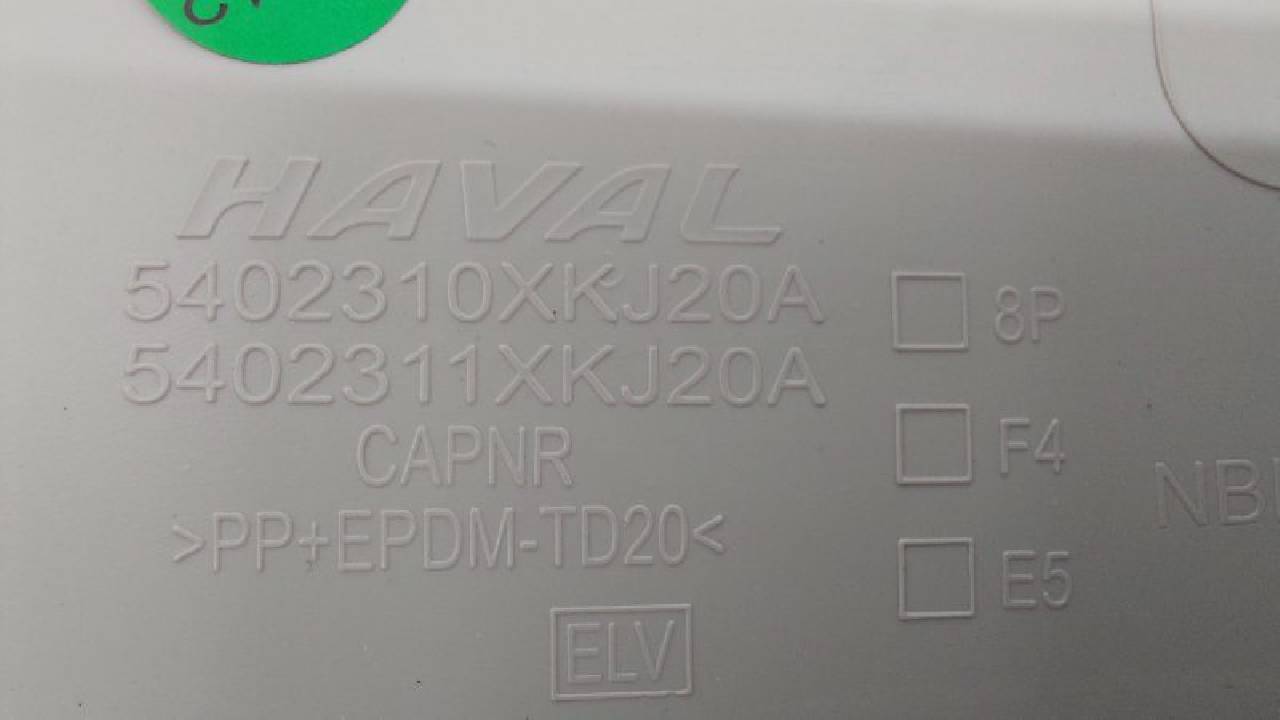 HAVAL
5402310XKJ20A
8P
5402311XKJ20A
CAPNR
F4
>PP+EPDM-TD20<
E5
ELV